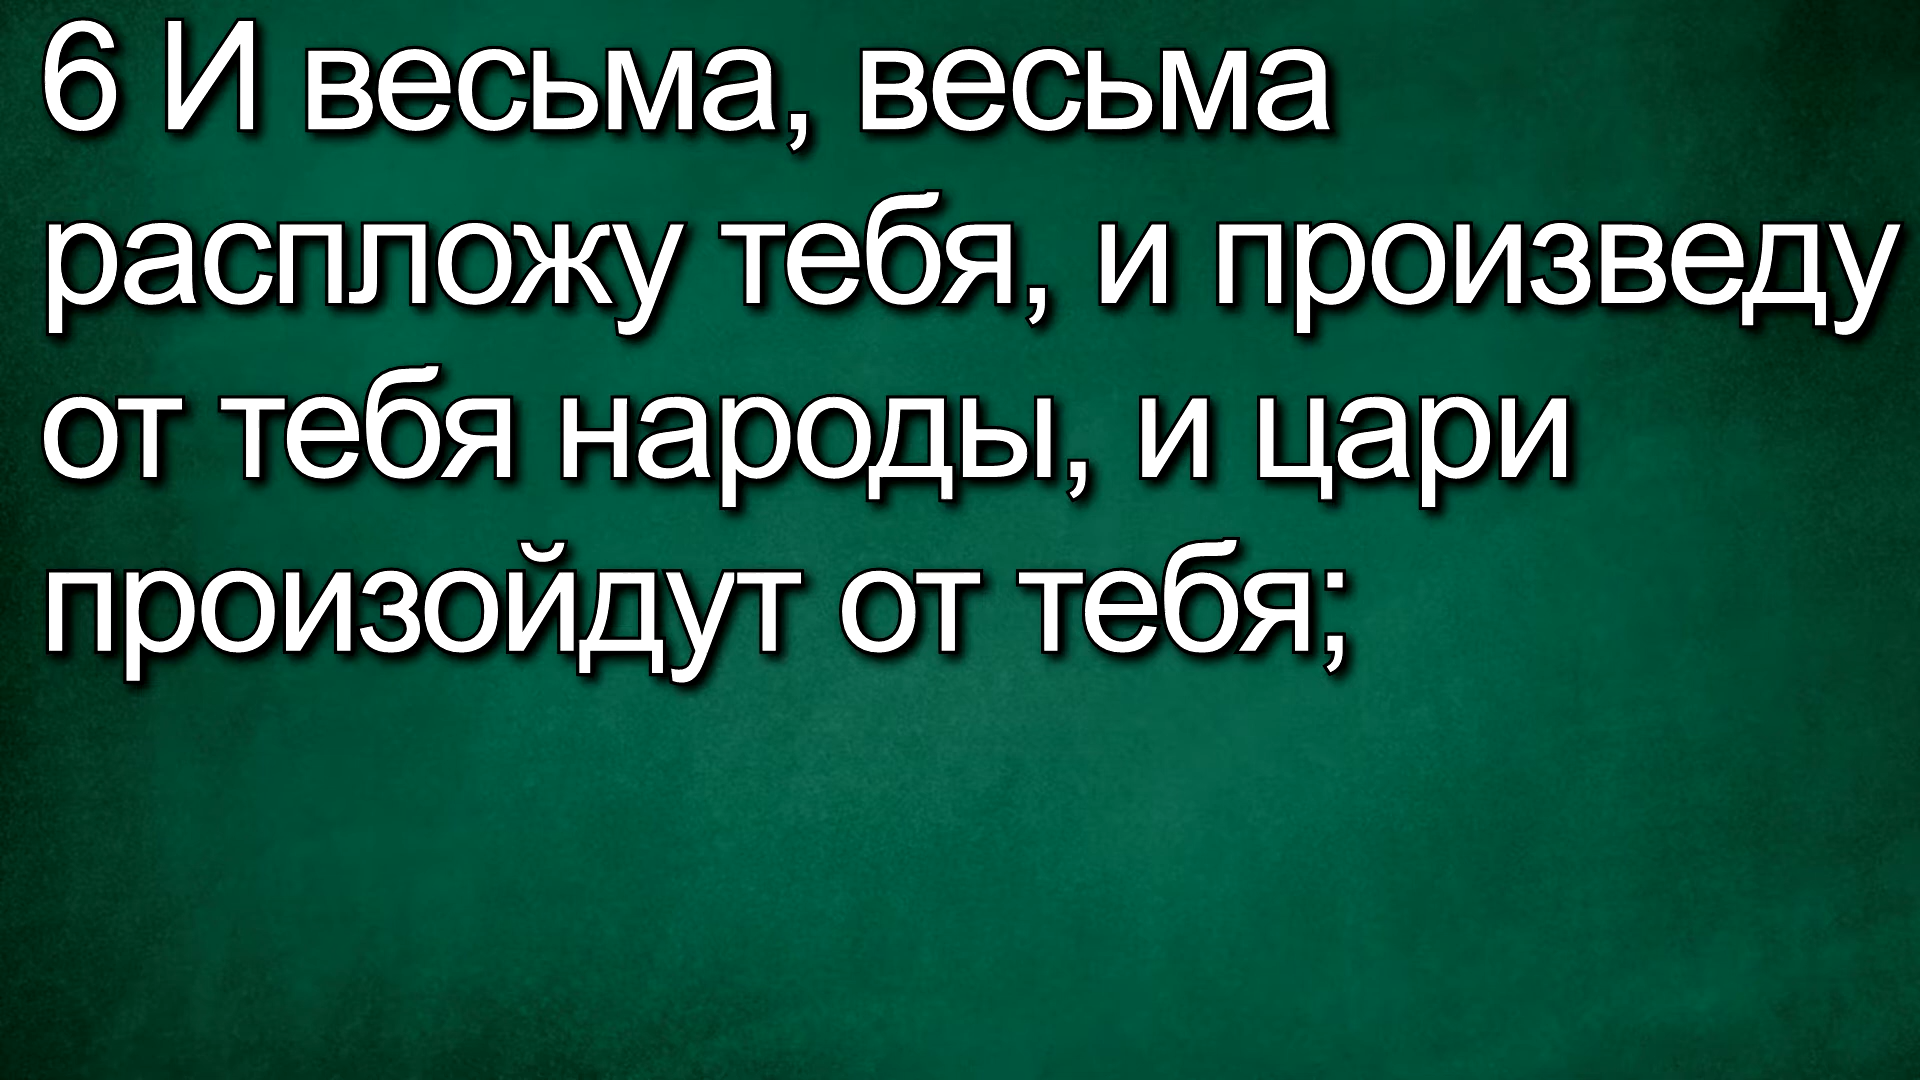 6 И весьма, весьма
распложу тебя, и произведу
от тебя народы, и цари
произойдут от тебя;